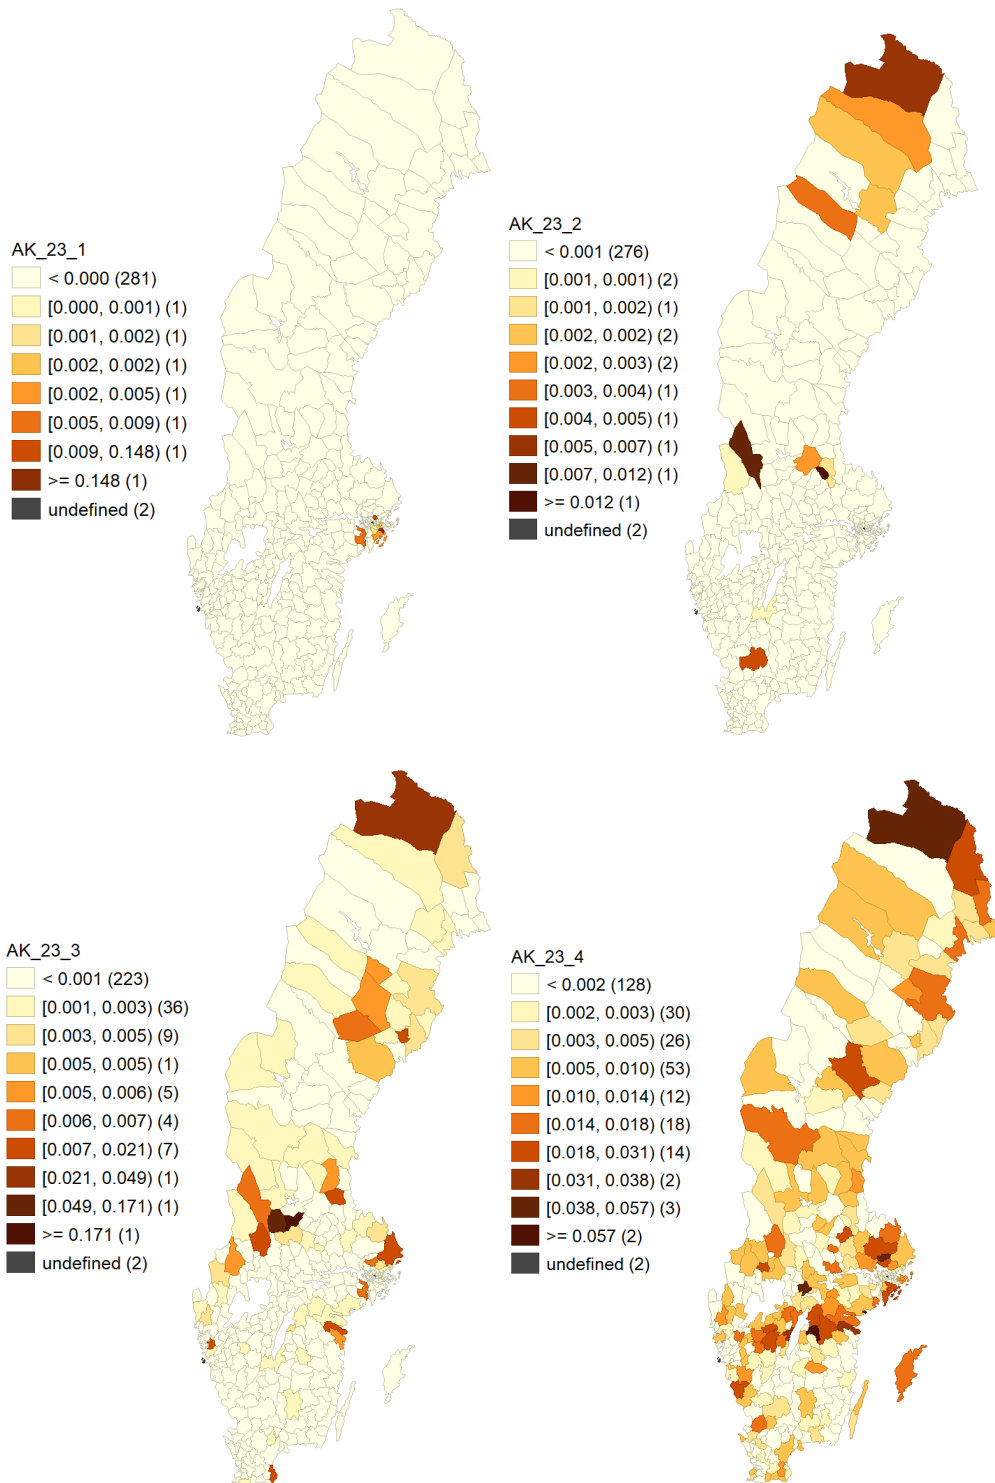 AK_23_1
< 0.000 (281)
[0.000, 0.001) (1)
[0.001, 0.002) (1)
[0.002, 0.002) (1)
[0.002, 0.005) (1)
[0.005, 0.009) (1)
[0.009, 0.148) (1)
>= 0.148 (1)
undefined (2)
AK_23_2
< 0.001 (276)
[0.001, 0.001) (2)
[0.001, 0.002) (1)
[0.002, 0.002) (2)
[0.002, 0.003) (2)
[0.003, 0.004) (1)
[0.004, 0.005) (1)
[0.005, 0.007) (1)
[0.007, 0.012) (1)
>= 0.012 (1)
undefined (2)
AK_23_3
< 0.001 (223)
[0.001, 0.003) (36)
[0.003, 0.005) (9)
[0.005, 0.005) (1)
[0.005, 0.006) (5)
[0.006, 0.007) (4)
[0.007, 0.021) (7)
[0.021, 0.049) (1)
[0.049, 0.171) (1)
>= 0.171 (1)
undefined (2)
AK_23_4
< 0.002 (128)
[0.002, 0.003) (30)
[0.003, 0.005) (26)
[0.005, 0.010) (53)
[0.010, 0.014) (12)
[0.014, 0.018) (18)
[0.018, 0.031) (14)
[0.031, 0.038) (2)
[0.038, 0.057) (3)
>= 0.057 (2)
undefined (2)